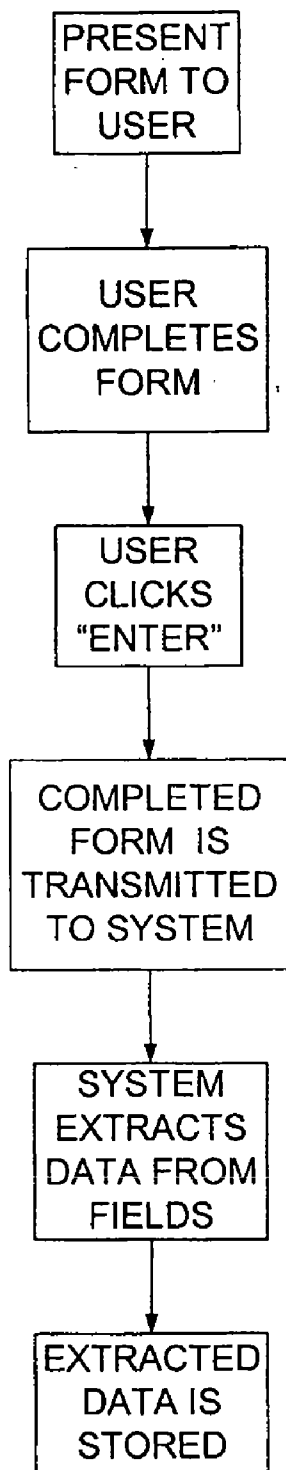 PRESENT
FORM TO
USER
USER
COMPLETES
FORM
USER
CLICKS
“ENTER”
COMPLETED
FORM IS
TRANSMITTED
TO SYSTEM
SYSTEM
EXTRACTS
DATA FROM
FIELDS
EXTRACTED
DATA IS
STORED